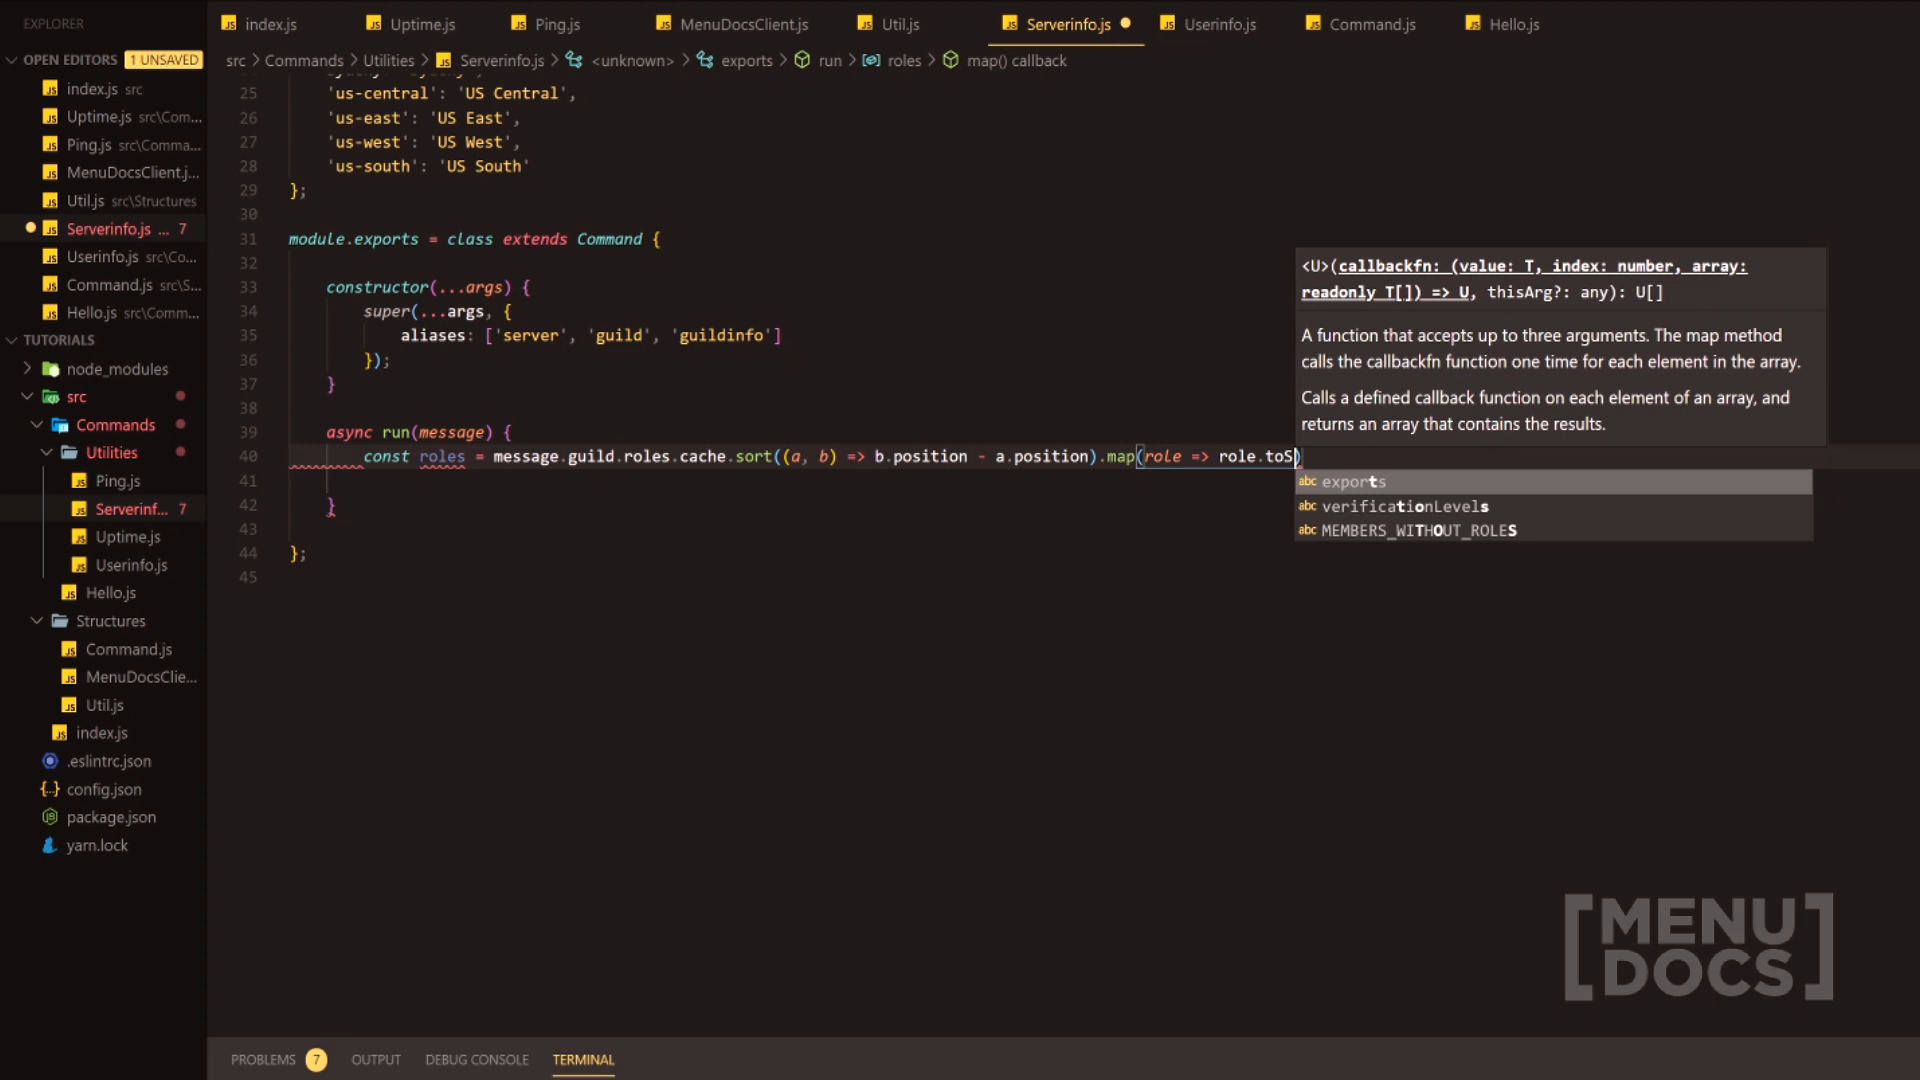 EXPLORER
index.js
Uptime.js
Ping.js
MenuDocsClient.js
Util.js
Serverinfo.js
Userinfo.js
Command.js
Hello.js
OPEN EDITORS 1 UNSAVED
src > Commands > Utilities > Serverinfo.js > <unknown> > exports > run > roles > map() callback
index.js src
Uptime.js src\Com...
Ping.js src\Comma...
MenuDocsClient.j...
Util.js src\Structures
Serverinfo.js ... 7
Userinfo.js src\Co...
Command.js src\S...
Hello.js src\Comm...
TUTORIALS
node_modules
src
Commands
Utilities
Ping.js
Serverinf... 7
Uptime.js
Userinfo.js
Hello.js
Structures
Command.js
MenuDocsClie...
Util.js
index.js
.eslintrc.json
config.json
package.json
yarn.lock
25 'us-central': 'US Central',
26 'us-east': 'US East',
27 'us-west': 'US West',
28 'us-south': 'US South'
29 };
30
31 module.exports = class extends Command {
32
33 constructor(...args) {
34 super(...args, {
35 aliases: ['server', 'guild', 'guildinfo']
36 });
37 }
38
39 async run(message) {
40 const roles = message.guild.roles.cache.sort((a, b) => b.position - a.position).map(role => role.toS)
41
42 }
43
44 };
45
<U>(callbackfn: (value: T, index: number, array:
readonly T[]) => U, thisArg?: any): U[]
A function that accepts up to three arguments. The map method
calls the callbackfn function one time for each element in the array.
Calls a defined callback function on each element of an array, and
returns an array that contains the results.
abc exports
abc verificationLevels
abc MEMBERS_WITHOUT_ROLES
[MENU
DOCS]
PROBLEMS 7 OUTPUT DEBUG CONSOLE TERMINAL